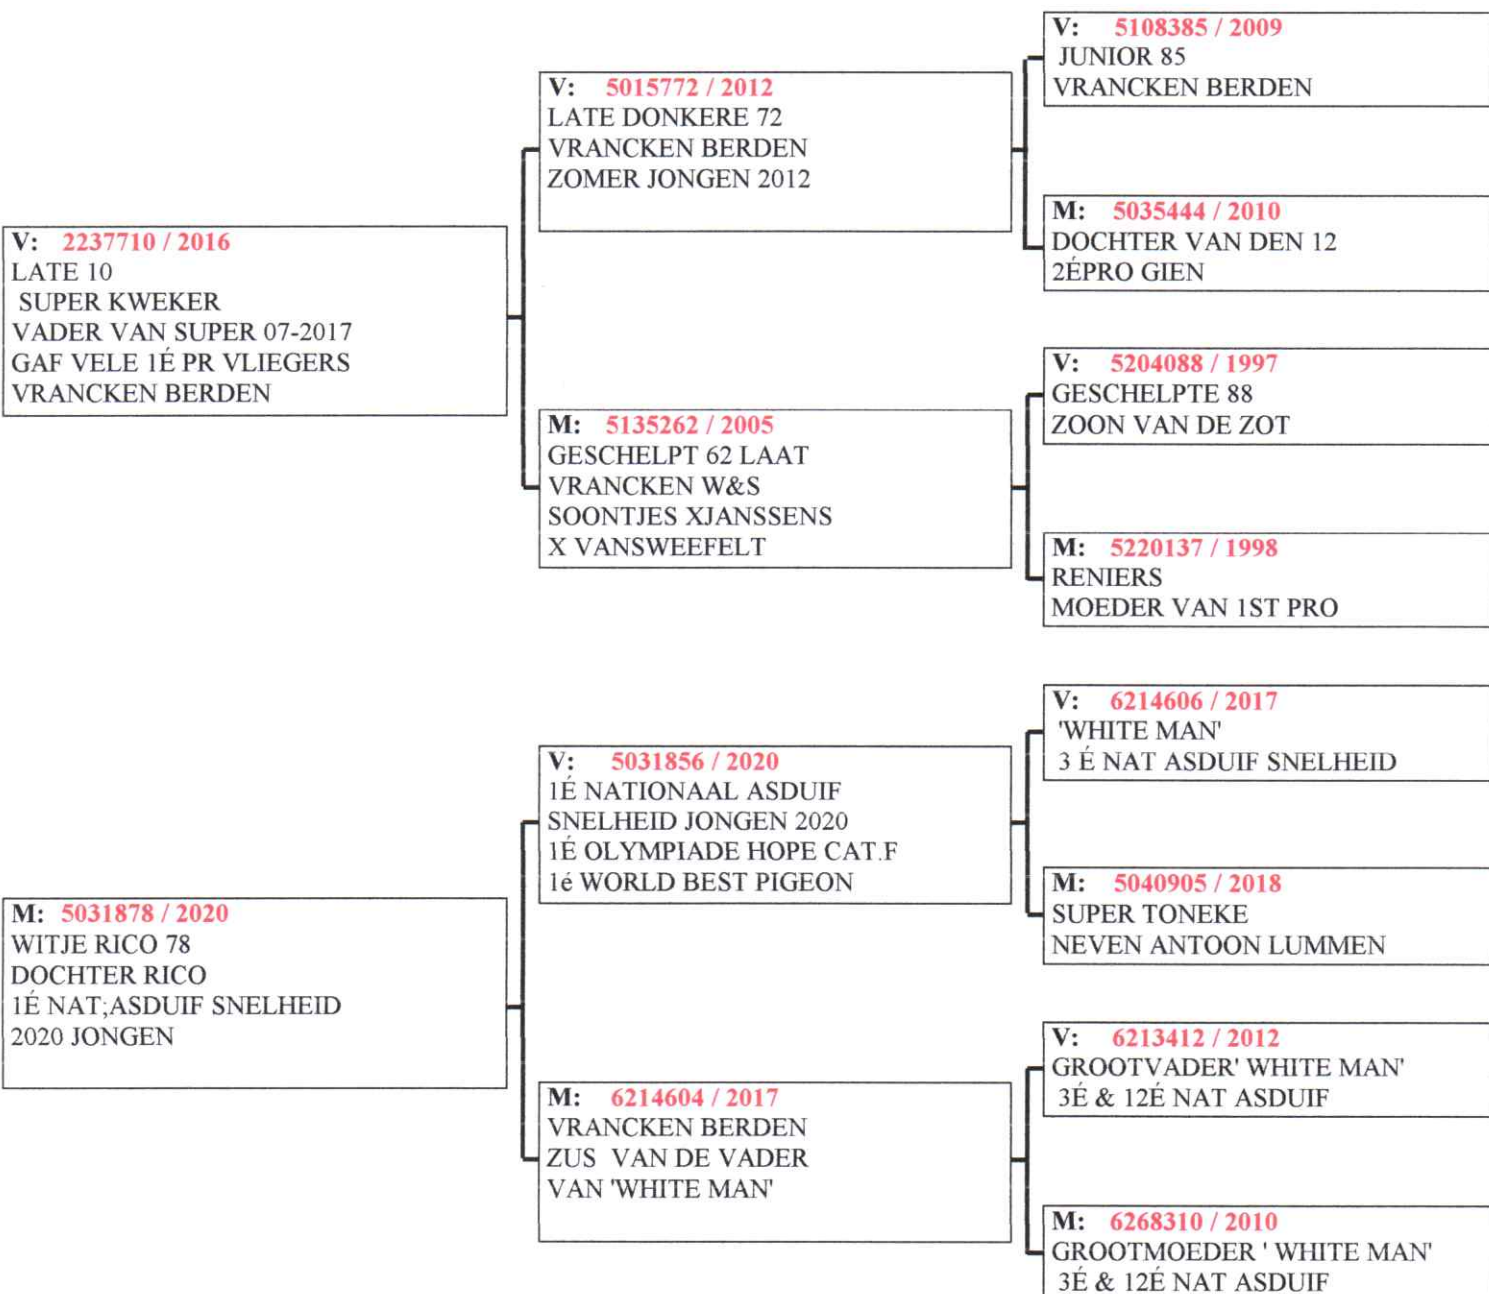 V: 2237710 / 2016
LATE 10
SUPER KWEKER
VADER VAN SUPER 07-2017
GAF VELE 1É PR VLIEGERS
VRANCKEN BERDEN
M: 5031878 / 2020
WITJE RICO 78
DOCHTER RICO
1É NAT;ASDUIF SNELHEID
2020 JONGEN
V: 5015772 / 2012
LATE DONKERE 72
VRANCKEN BERDEN
ZOMER JONGEN 2012
M: 5135262 / 2005
GESCHELPT 62 LAAT
VRANCKEN W&S
SOONTJES XJANSSENS
X VANSWEEFELT
V: 5031856 / 2020
1É NATIONAAL ASDUIF
SNELHEID JONGEN 2020
1É OLYMPIADE HOPE CAT.F
1é WORLD BEST PIGEON
M: 6214604 / 2017
VRANCKEN BERDEN
ZUS VAN DE VADER
VAN 'WHITE MAN'
V: 5108385 / 2009
JUNIOR 85
VRANCKEN BERDEN
M: 5035444 / 2010
DOCHTER VAN DEN 12
2ÉPRO GIEN
V: 5204088 / 1997
GESCHELPTE 88
ZOON VAN DE ZOT
M: 5220137 / 1998
RENIERS
MOEDER VAN 1ST PRO
V: 6214606 / 2017
'WHITE MAN'
3 É NAT ASDUIF SNELHEID
M: 5040905 / 2018
SUPER TONEKE
NEVEN ANTOON LUMMEN
V: 6213412 / 2012
GROOTVADER' WHITE MAN'
3É & 12É NAT ASDUIF
M: 6268310 / 2010
GROOTMOEDER ' WHITE MAN'
3É & 12É NAT ASDUIF